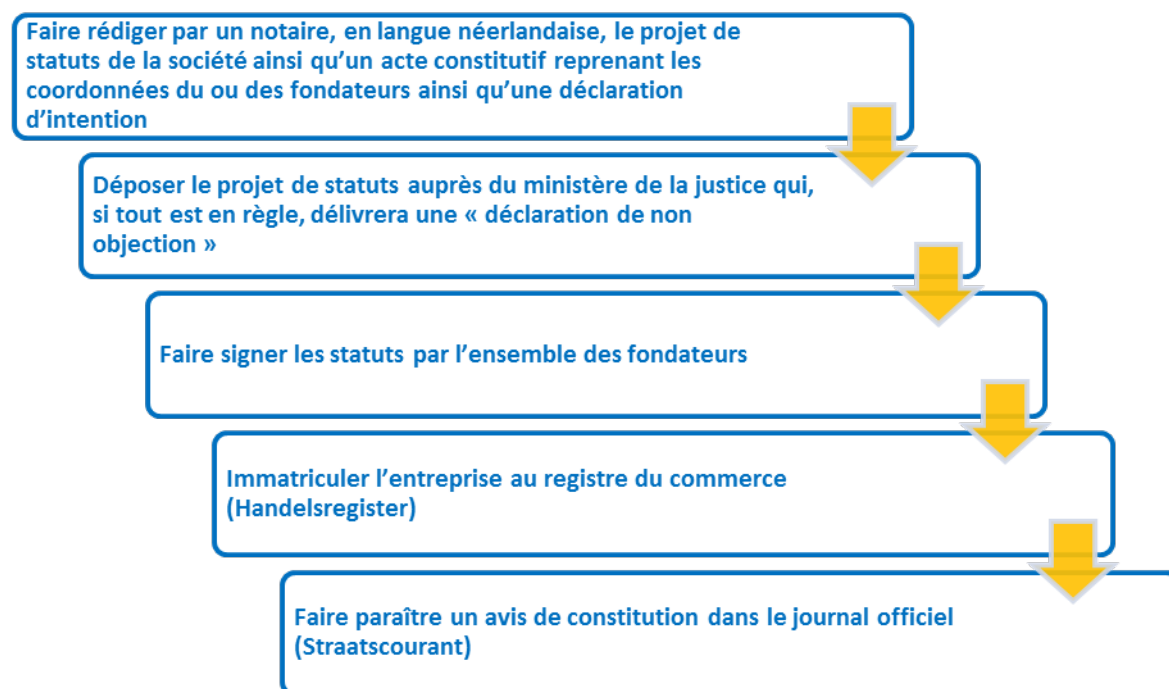 Faire rédiger par un notaire, en langue néerlandaise, le projet de
statuts de la société ainsi qu’un acte constitutif reprenant les
coordonnées du ou des fondateurs ainsi qu’une déclaration
d’intention
Déposer le projet de statuts auprès du ministère de la justice qui,
si tout est en règle, délivrera une « déclaration de non
objection »
Faire signer les statuts par l’ensemble des fondateurs
Immatriculer l’entreprise au registre du commerce
(Handelsregister)
Faire paraître un avis de constitution dans le journal officiel
(Straatscourant)